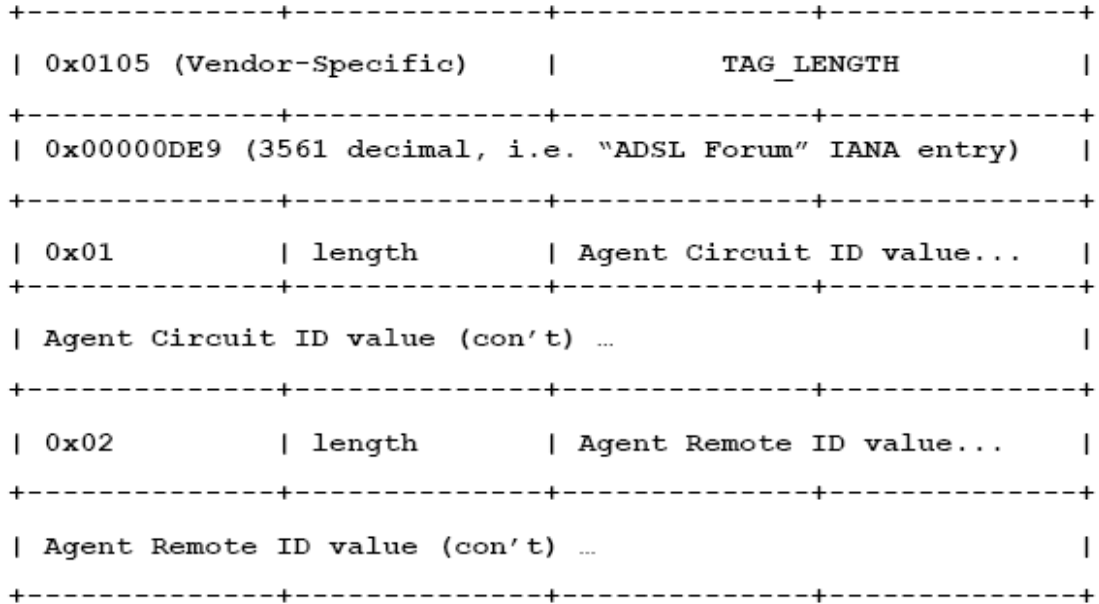 +--------------+--------------+--------------+--------------+
| 0x0105 (Vendor-Specific) | TAG_LENGTH |
+--------------+--------------+--------------+--------------+
| 0x00000DE9 (3561 decimal, i.e. “ADSL Forum” IANA entry) |
+--------------+--------------+--------------+--------------+
| 0x01 | length | Agent Circuit ID value... |
+--------------+--------------+--------------+--------------+
| Agent Circuit ID value (con’t) … |
+--------------+--------------+--------------+--------------+
| 0x02 | length | Agent Remote ID value... |
+--------------+--------------+--------------+--------------+
| Agent Remote ID value (con’t) … |
+--------------+--------------+--------------+--------------+